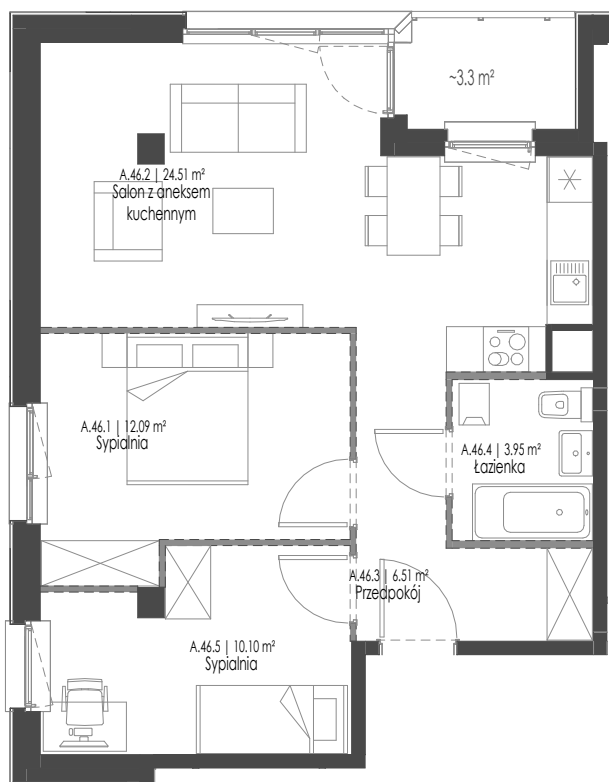 ~3.3 m²
A.46.2 | 24.51 m²
Salon z aneksem
kuchennym
A.46.1 | 12.09 m²
Sypialnia
A.46.4 | 3.95 m²
Łazienka
A.46.3 | 6.51 m²
Przedpokój
A.46.5 | 10.10 m²
Sypialnia